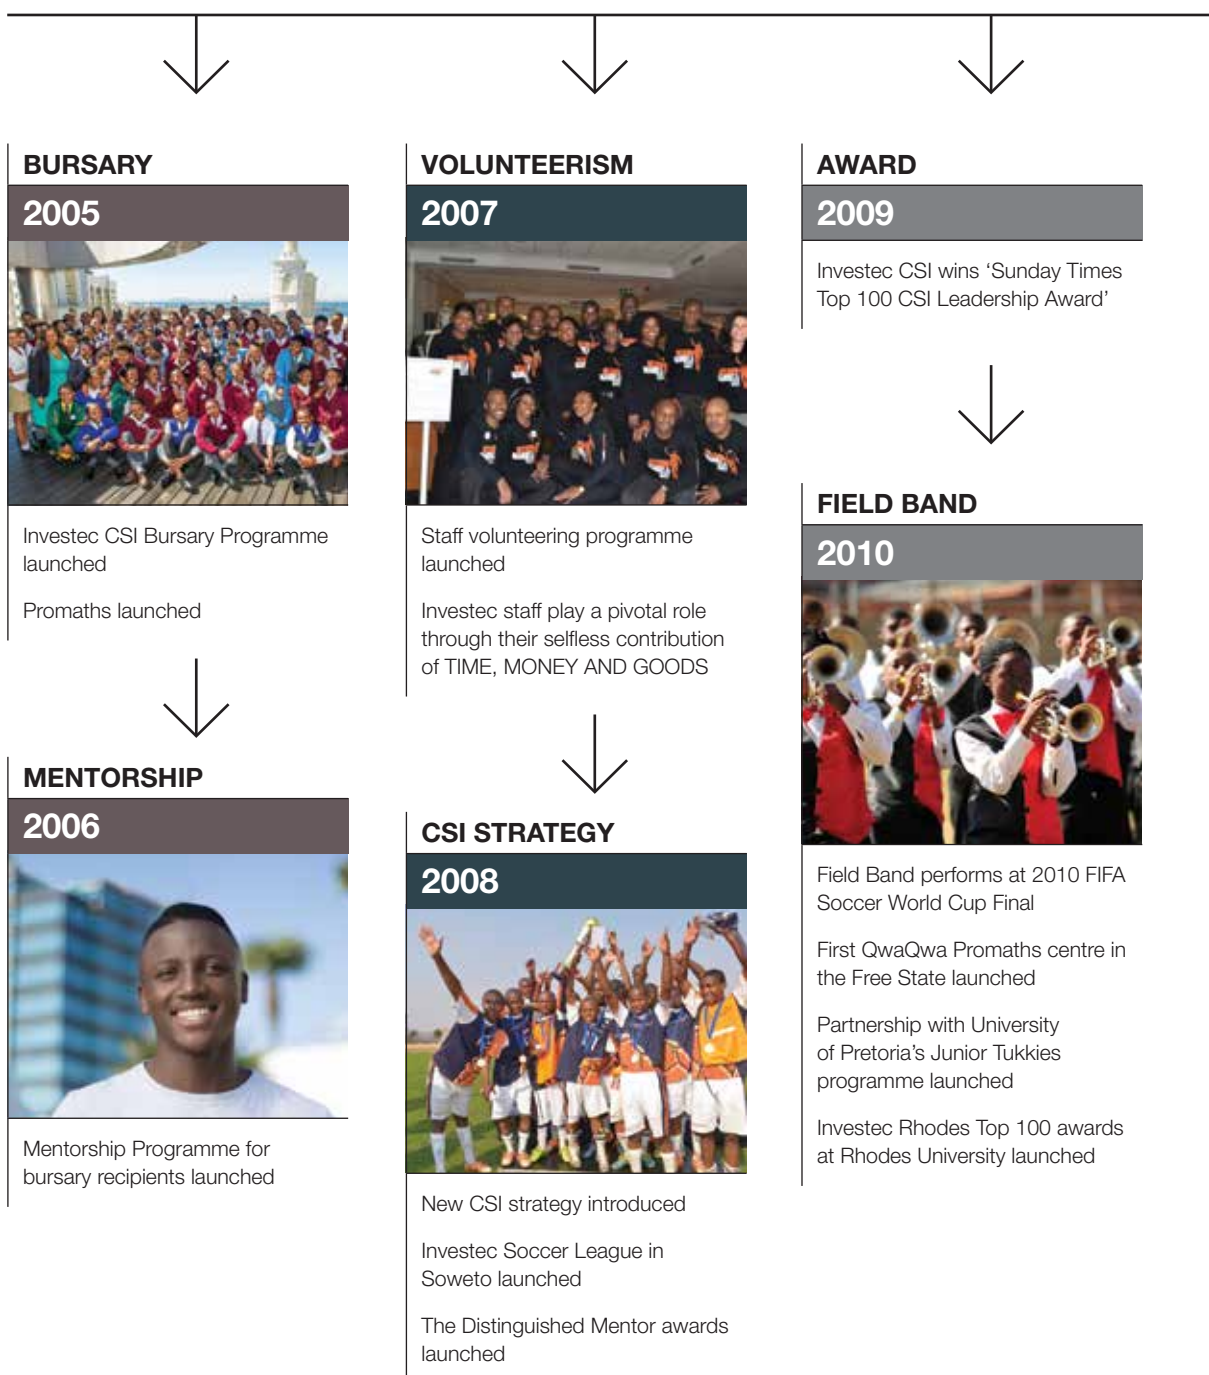 BURSARY
2005
Investec CSI Bursary Programme
launched
Promaths launched
MENTORSHIP
2006
Mentorship Programme for
bursary recipients launched
VOLUNTEERISM
2007
Staff volunteering programme
launched
Investec staff play a pivotal role
through their selfless contribution
of TIME, MONEY AND GOODS
CSI STRATEGY
2008
New CSI strategy introduced
Investec Soccer League in
Soweto launched
The Distinguished Mentor awards
launched
AWARD
2009
Investec CSI wins ‘Sunday Times
Top 100 CSI Leadership Award’
FIELD BAND
2010
Field Band performs at 2010 FIFA
Soccer World Cup Final
First QwaQwa Promaths centre in
the Free State launched
Partnership with University
of Pretoria’s Junior Tukkies
programme launched
Investec Rhodes Top 100 awards
at Rhodes University launched